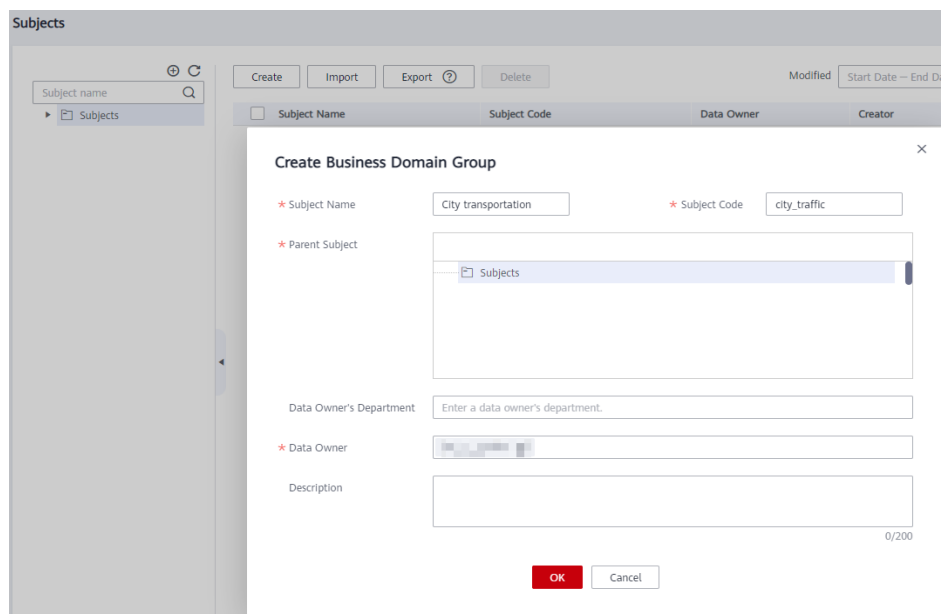 Subjects
Subject name
Subjects
Create Import Export ? Delete Modified Start Date — End Da
Subject Name Subject Code Data Owner Creator
Create Business Domain Group
* Subject Name City transportation * Subject Code city_traffic
* Parent Subject
Subjects
Data Owner's Department Enter a data owner's department.
* Data Owner
Description
0/200
OK Cancel